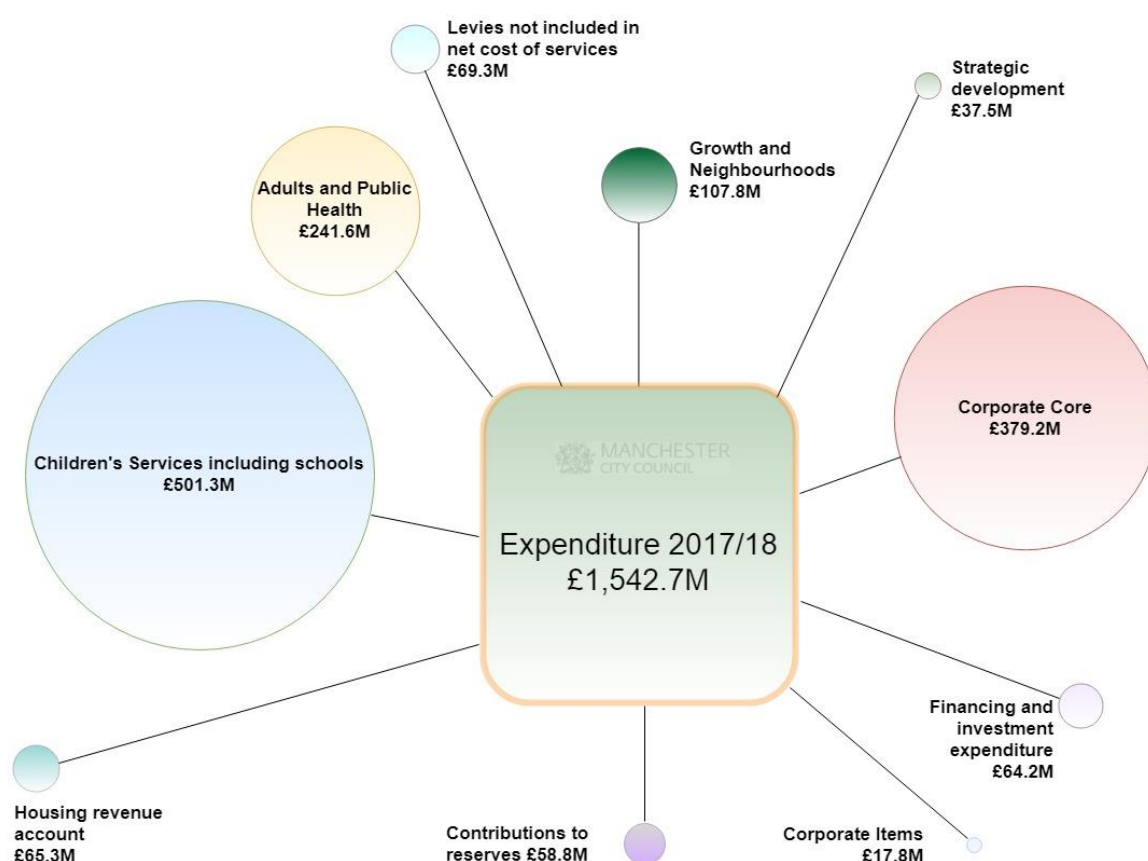 Levies not included in
net cost of services
£69.3M
Strategic
development
£37.5M
Growth and
Neighbourhoods
£107.8M
Adults and Public
Health
£241.6M
Corporate Core
£379.2M
Children's Services including schools
£501.3M
MANCHESTER
CITY COUNCIL
Expenditure 2017/18
£1,542.7M
Financing and
investment
expenditure
£64.2M
Housing revenue
account
£65.3M
Contributions to
reserves £58.8M
Corporate Items
£17.8M